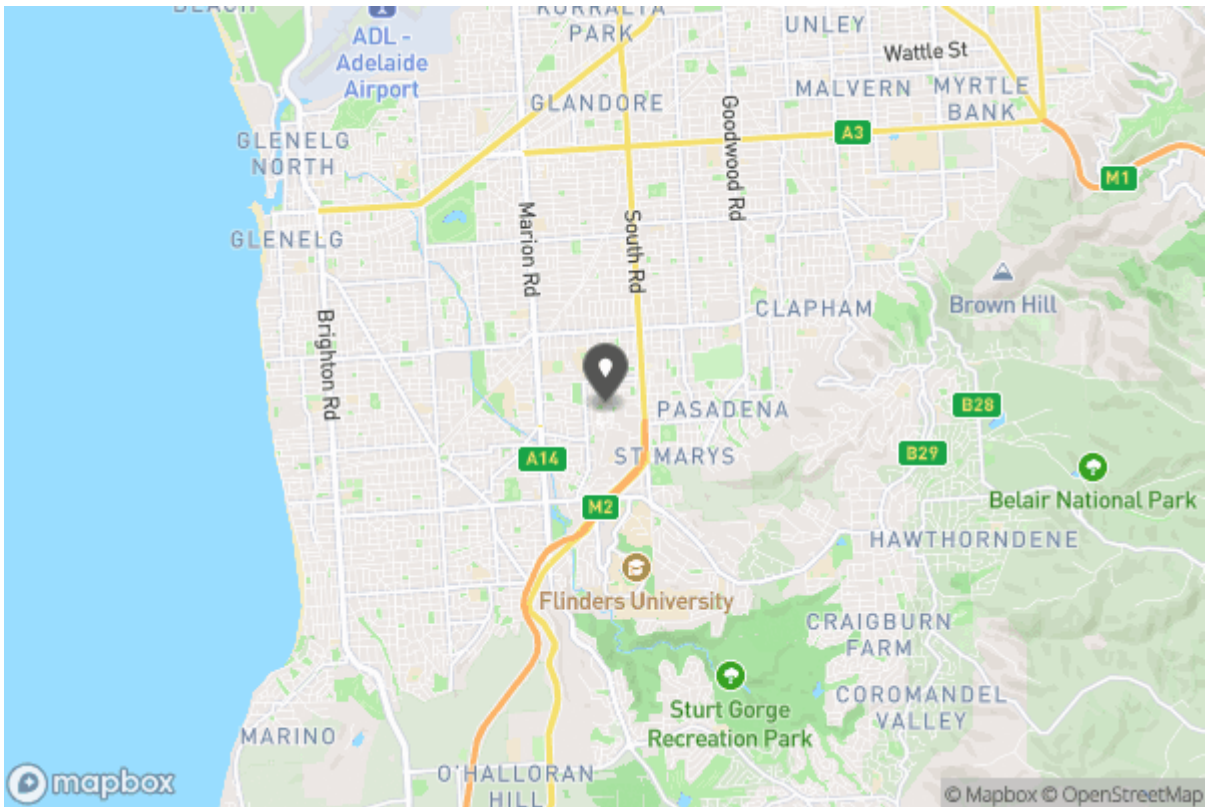 BEACH
KURRALTA
PARK
UNLEY
ADL -
Adelaide
Airport
Wattle St
GLANDORE
MALVERN
MYRTLE
BANK
Goodwood Rd
A3
GLENELG
NORTH
M1
Marion Rd
South Rd
GLENELG
Brown Hill
CLAPHAM
Brighton Rd
PASADENA
B28
ST MARYS
A14
B29
Belair National Park
M2
HAWTHORNDENE
Flinders University
CRAIGBURN
FARM
COROMANDEL
VALLEY
Sturt Gorge
Recreation Park
MARINO
O'HALLORAN
HILL
mapbox
© Mapbox © OpenStreetMap